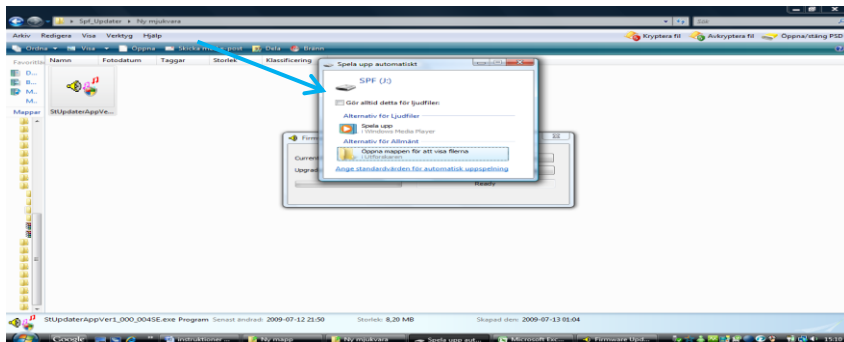 Spf_Updater ▸ Ny mjukvara
Arkiv Redigera Visa Verktyg Hjälp
Kryptera fil Avkryptera fil Öppna/stäng PSD
Ordna Visa Öppna Skicka med e-post Dela Bränn
Favoritlä Namn Fotodatum Taggar Storlek Klassificering
D...
B...
M..
M..
Mappar
StUpdaterAppVe...
Spela upp automatiskt
SPF (J:)
Gör alltid detta för ljudfiler:
Alternativ för Ljudfiler
Spela upp
i Windows Media Player
Alternativ för Allmänt
Öppna mappen för att visa filerna
i Utforskaren
Ange standardvärden för automatisk uppspelning
Firmw
Current
Upgrad
Ready
StUpdaterAppVer1_000_004SE.exe Program Senast ändrad: 2009-07-12 21:50 Storlek: 8,20 MB Skapad den: 2009-07-13 01:04
Google instruktioner ... Ny mapp Ny mjukvara Spela upp aut... Microsoft Exc... Firmware Upd... 15:10